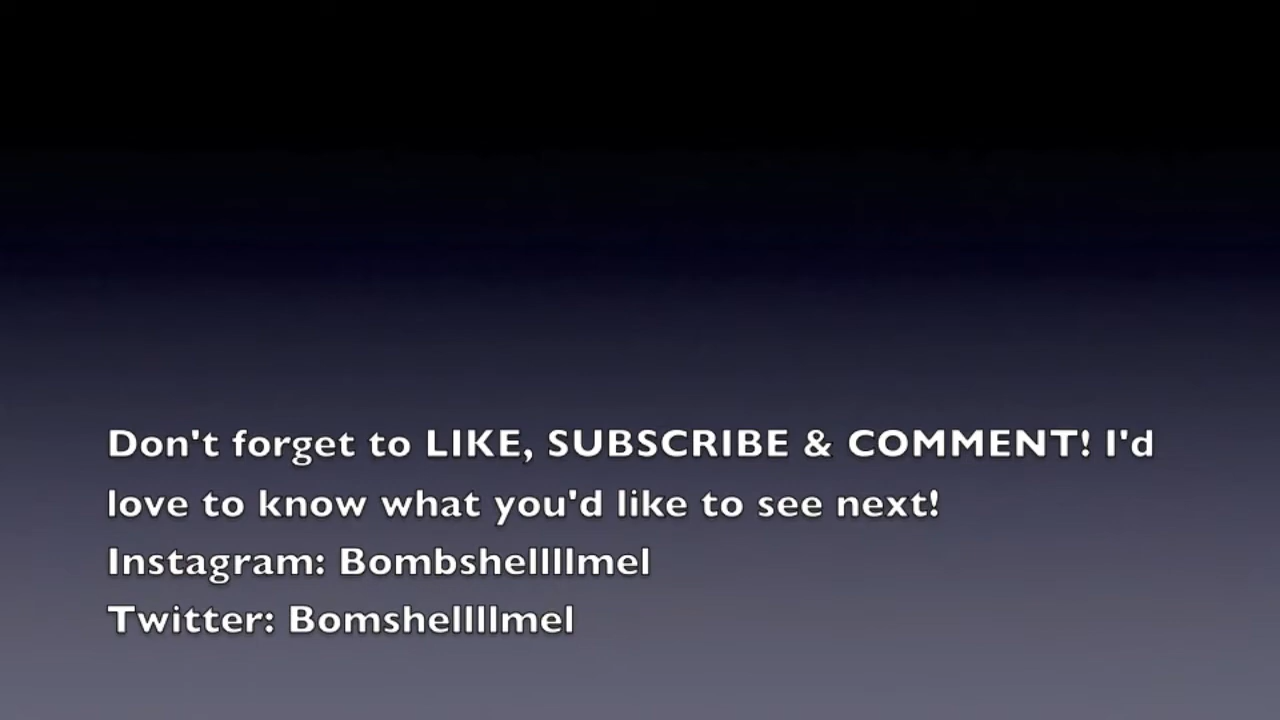 Don't forget to LIKE, SUBSCRIBE & COMMENT! I'd
love to know what you'd like to see next!
Instagram: Bombshellllmel
Twitter: Bomshellllmel